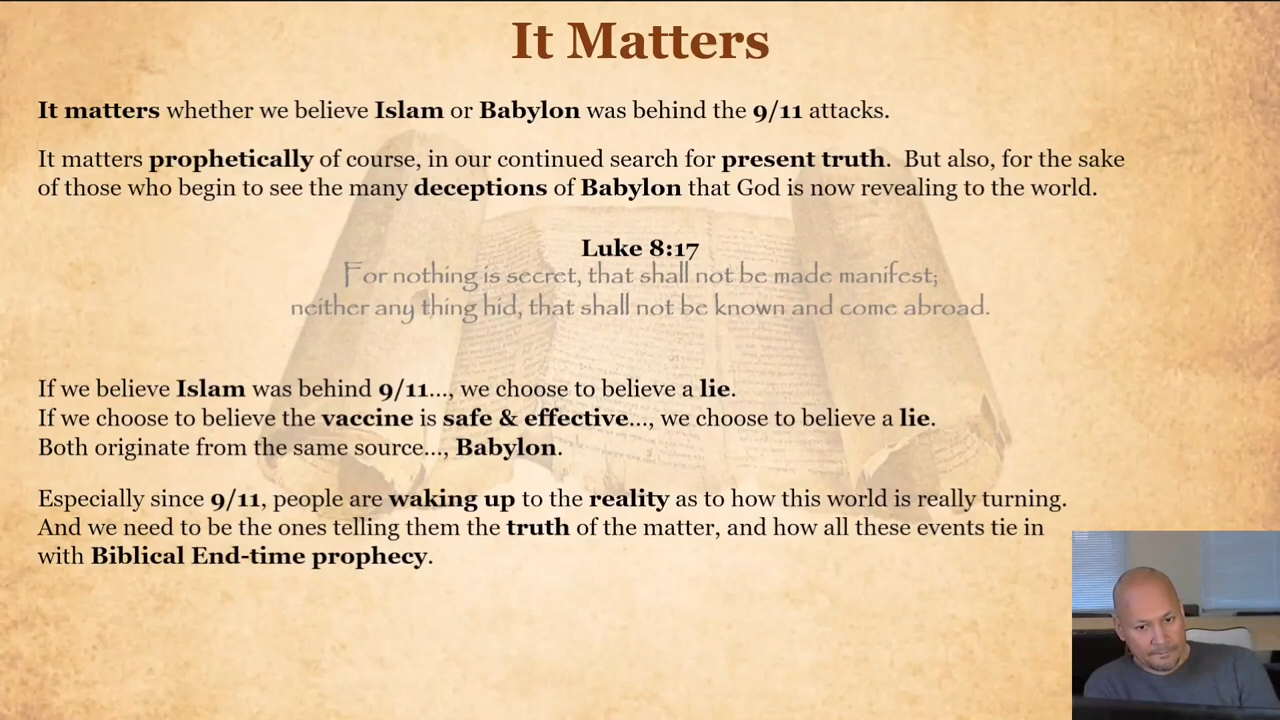 It Matters
It matters whether we believe Islam or Babylon was behind the 9/11 attacks.
It matters prophetically of course, in our continued search for present truth.  But also, for the sake
of those who begin to see the many deceptions of Babylon that God is now revealing to the world.
Luke 8:17
For nothing is secret, that shall not be made manifest;
neither any thing hid, that shall not be known and come abroad.
If we believe Islam was behind 9/11..., we choose to believe a lie.
If we choose to believe the vaccine is safe & effective..., we choose to believe a lie.
Both originate from the same source..., Babylon.
Especially since 9/11, people are waking up to the reality as to how this world is really turning.
And we need to be the ones telling them the truth of the matter, and how all these events tie in
with Biblical End-time prophecy.